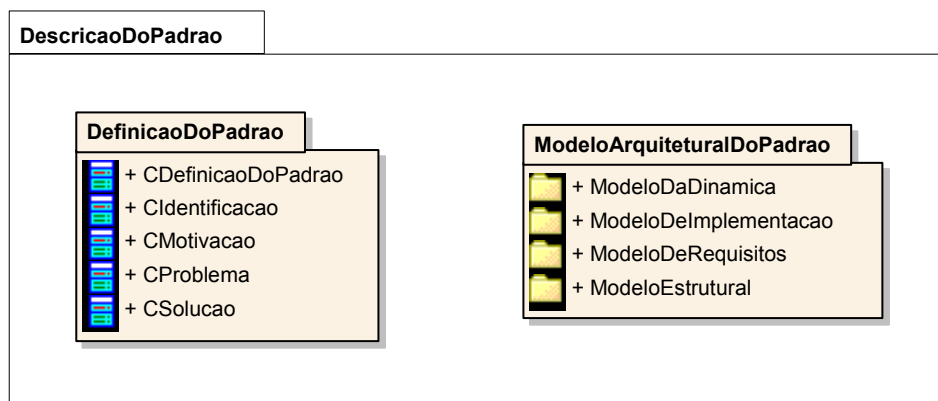 DescricaoDoPadrao
DefinicaoDoPadrao
+ CDefinicaoDoPadrao
+ CIdentificacao
+ CMotivacao
+ CProblema
+ CSolucao
ModeloArquiteturalDoPadrao
+ ModeloDaDinamica
+ ModeloDeImplementacao
+ ModeloDeRequisitos
+ ModeloEstrutural